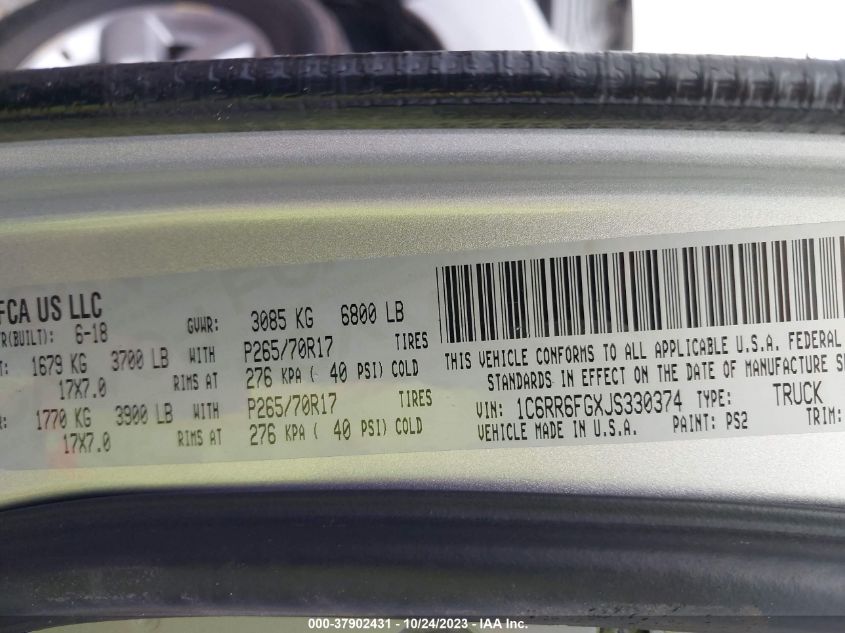 FCA US LLC
(BUILT): 6-18
GVWR: 3085 KG 6800 LB
1679 KG 3700 LB WITH P265/70R17 TIRES
17X7.0 RIMS AT 276 KPA ( 40 PSI) COLD
1770 KG 3900 LB WITH P265/70R17 TIRES
17X7.0 RIMS AT 276 KPA ( 40 PSI) COLD
THIS VEHICLE CONFORMS TO ALL APPLICABLE U.S.A. FEDERAL
STANDARDS IN EFFECT ON THE DATE OF MANUFACTURE
VIN: 1C6RR6FGXJS330374 TYPE: TRUCK
VEHICLE MADE IN U.S.A. PAINT: PS2 TRIM:
000-37902431 - 10/24/2023 - IAA Inc.